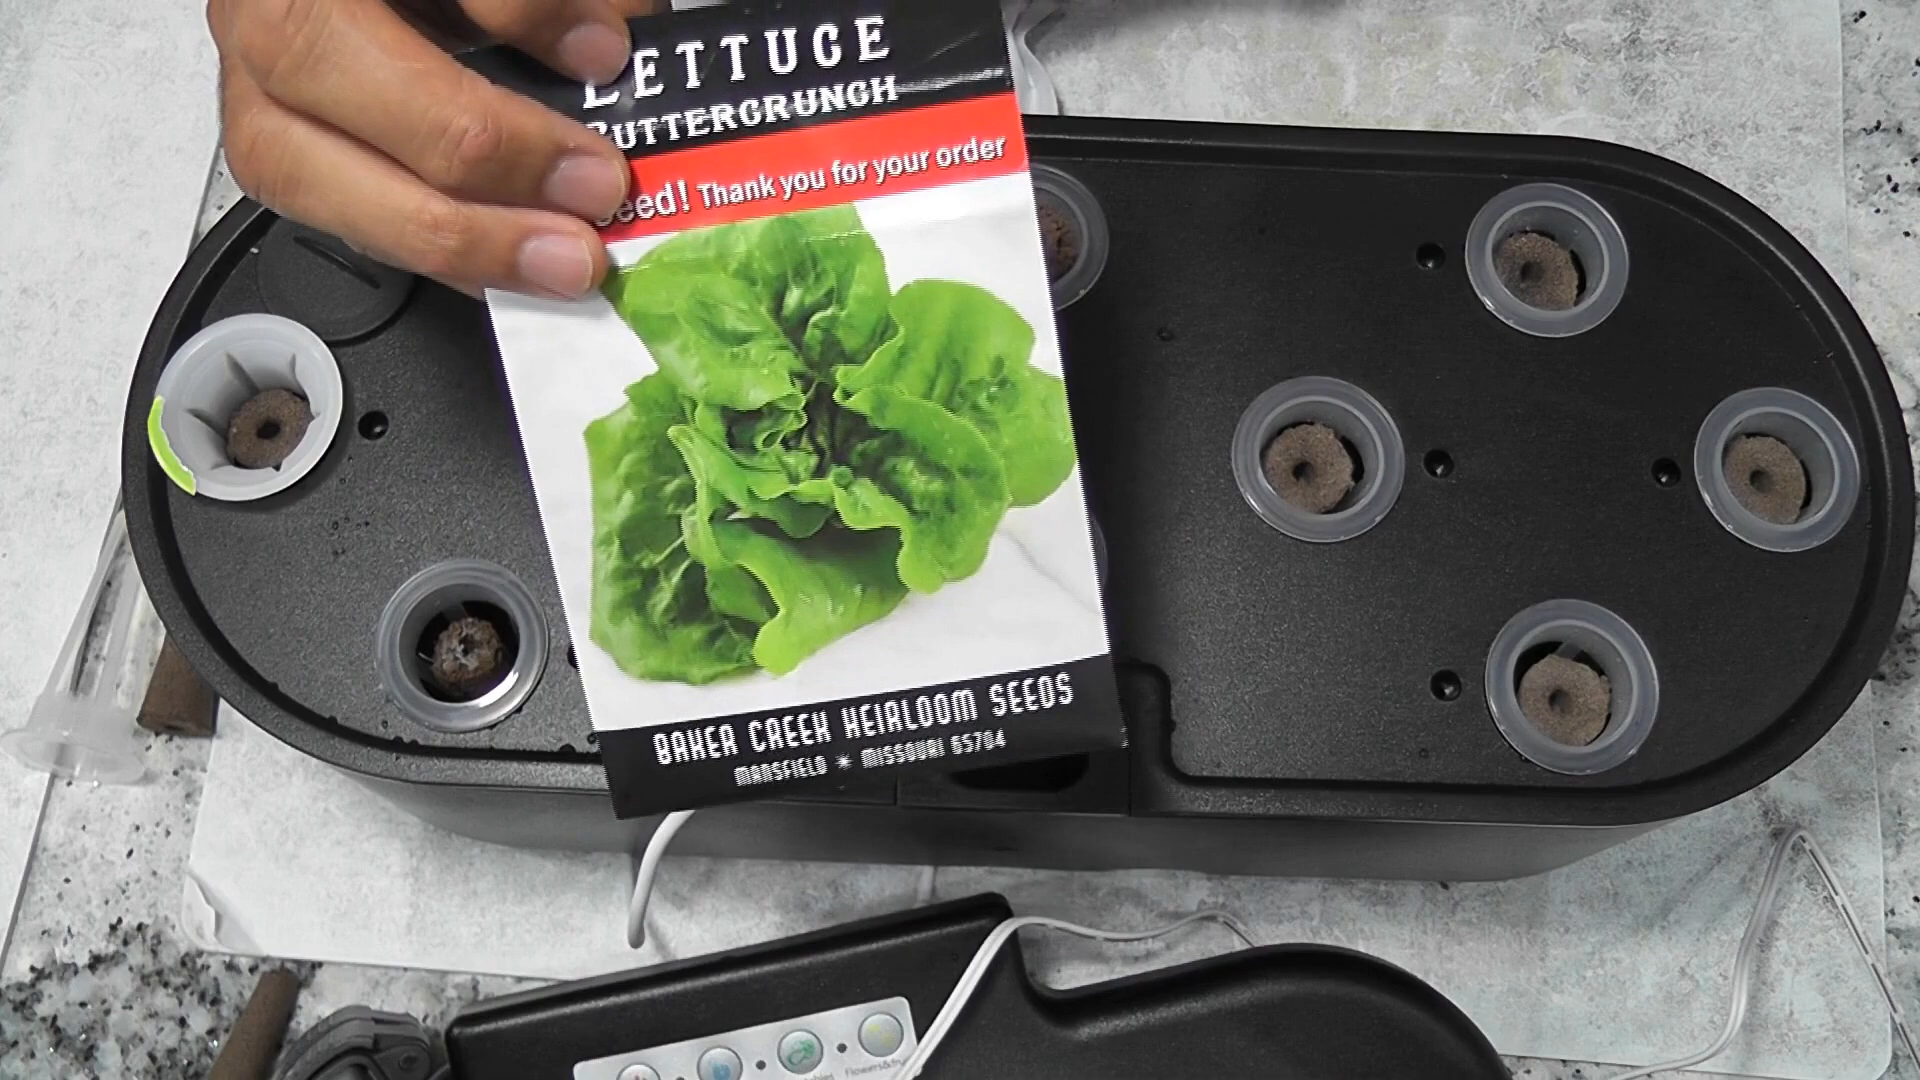 LETTUCE
BUTTERCRUNCH
Seed! Thank you for your order
BAKER CREEK HEIRLOOM SEEDS
MANSFIELD * MISSOURI 65704